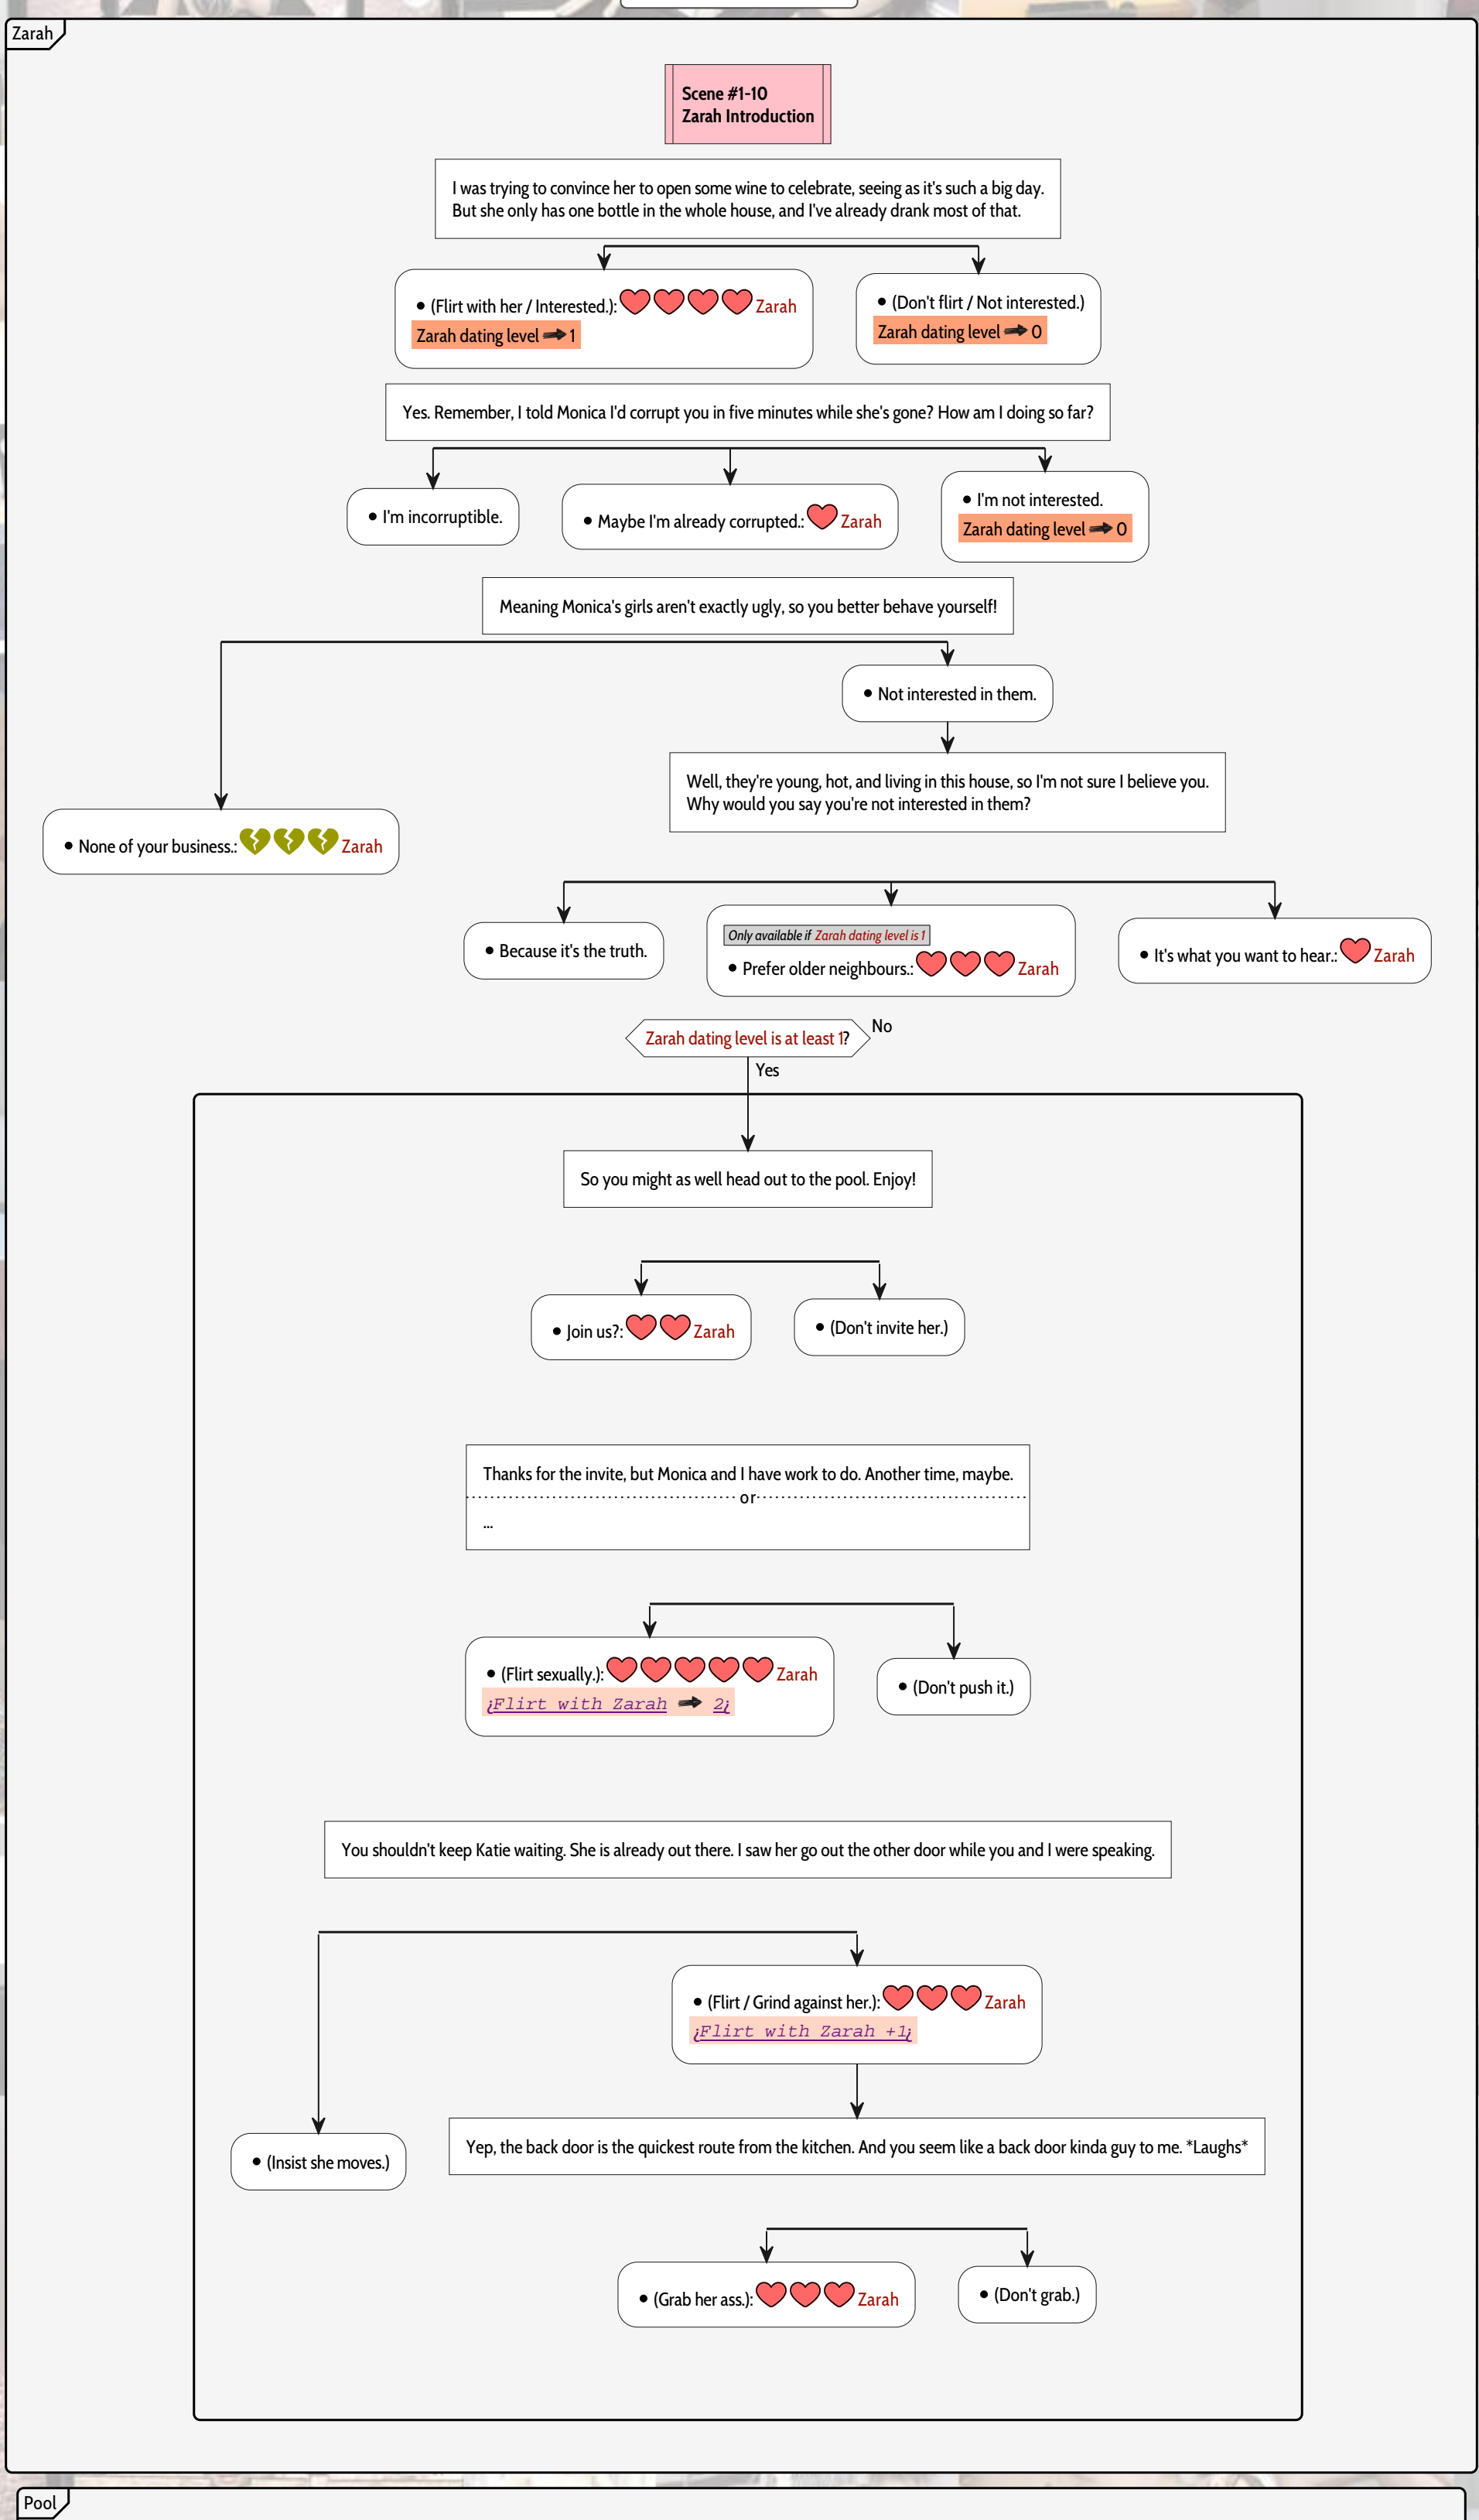 Zarah
Scene #1-10
Zarah Introduction
I was trying to convince her to open some wine to celebrate, seeing as it's such a big day.
But she only has one bottle in the whole house, and I've already drank most of that.
• (Flirt with her / Interested.): Zarah
Zarah dating level ➡ 1
• (Don't flirt / Not interested.)
Zarah dating level ➡ 0
Yes. Remember, I told Monica I'd corrupt you in five minutes while she's gone? How am I doing so far?
• I'm incorruptible.
• Maybe I'm already corrupted.: Zarah
• I'm not interested.
Zarah dating level ➡ 0
Meaning Monica's girls aren't exactly ugly, so you better behave yourself!
• Not interested in them.
Well, they're young, hot, and living in this house, so I'm not sure I believe you.
Why would you say you're not interested in them?
• None of your business.: Zarah
• Because it's the truth.
Only available if Zarah dating level is 1
• Prefer older neighbours.: Zarah
• It's what you want to hear.: Zarah
Zarah dating level is at least 1?
No
Yes
So you might as well head out to the pool. Enjoy!
• Join us?: Zarah
• (Don't invite her.)
Thanks for the invite, but Monica and I have work to do. Another time, maybe.
or
...
• (Flirt sexually.): Zarah
¿Flirt with Zarah ➡ 2¿
• (Don't push it.)
You shouldn't keep Katie waiting. She is already out there. I saw her go out the other door while you and I were speaking.
• (Flirt / Grind against her.): Zarah
¿Flirt with Zarah +1¿
• (Insist she moves.)
Yep, the back door is the quickest route from the kitchen. And you seem like a back door kinda guy to me. *Laughs*
• (Grab her ass.): Zarah
• (Don't grab.)
Pool